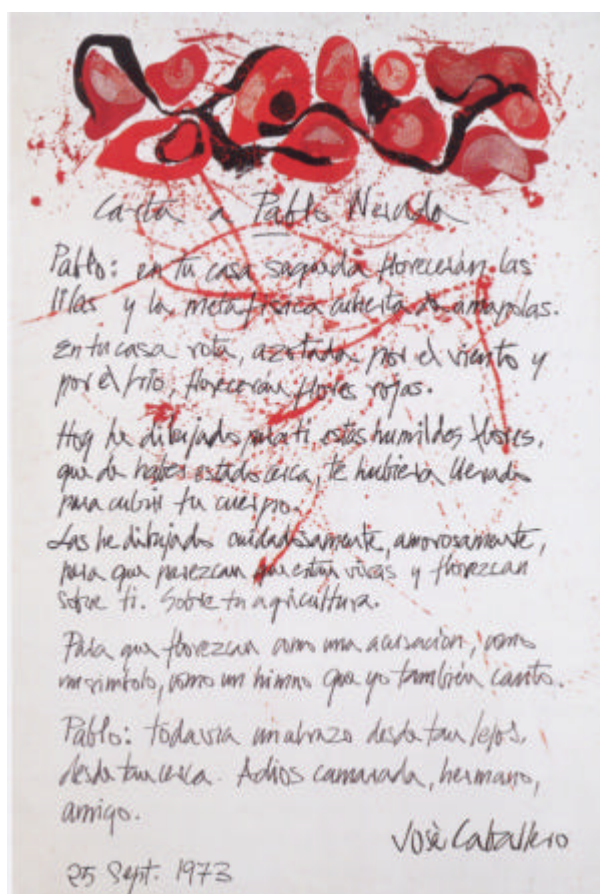 Carta a Pablo Neruda
Pablo: en tu casa saqueada florecerán las
lilas y la metafísica cubierta de amapolas.
En tu casa rota, azotada por el viento y
por el frío, florecerán flores rojas.
Hoy he dibujado para ti estas humildes flores,
que de haber estado cerca, te hubiera llevado
para cubrir tu cuerpo.
Las he dibujado cuidadosamente, amorosamente,
para que parezcan que están vivas y florezcan
sobre ti. Sobre tu agricultura.
Para que florezcan como una acusación, como
un símbolo, como un himno que yo también canto.
Pablo: todavía un abrazo desde tan lejos,
desde tan cerca. Adios camarada, hermano,
amigo.
José Caballero
25 Sept. 1973